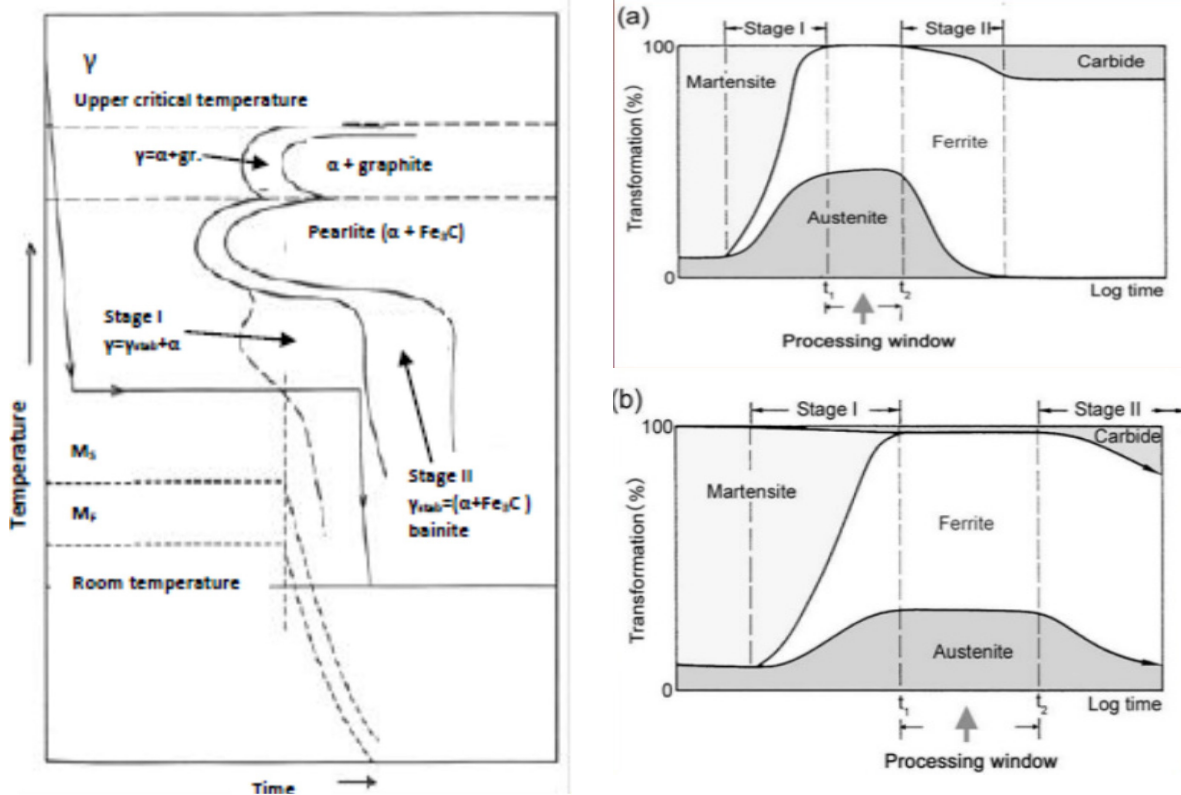 γ
Upper critical temperature
γ=α+gr.
α + graphite
Pearlite (α + Fe₃C)
Stage I
γ=γstab+α
Stage II
γstab=(α+Fe₃C)
bainite
Ms
MF
Room temperature
Temperature
Time
(a)
Stage I
Stage II
100
Martensite
Carbide
Ferrite
Austenite
Transformation (%)
0
t₁
t₂
Log time
Processing window
(b)
Stage I
Stage II
100
Carbide
Martensite
Ferrite
Austenite
Transformation (%)
0
t₁
t₂
Log time
Processing window